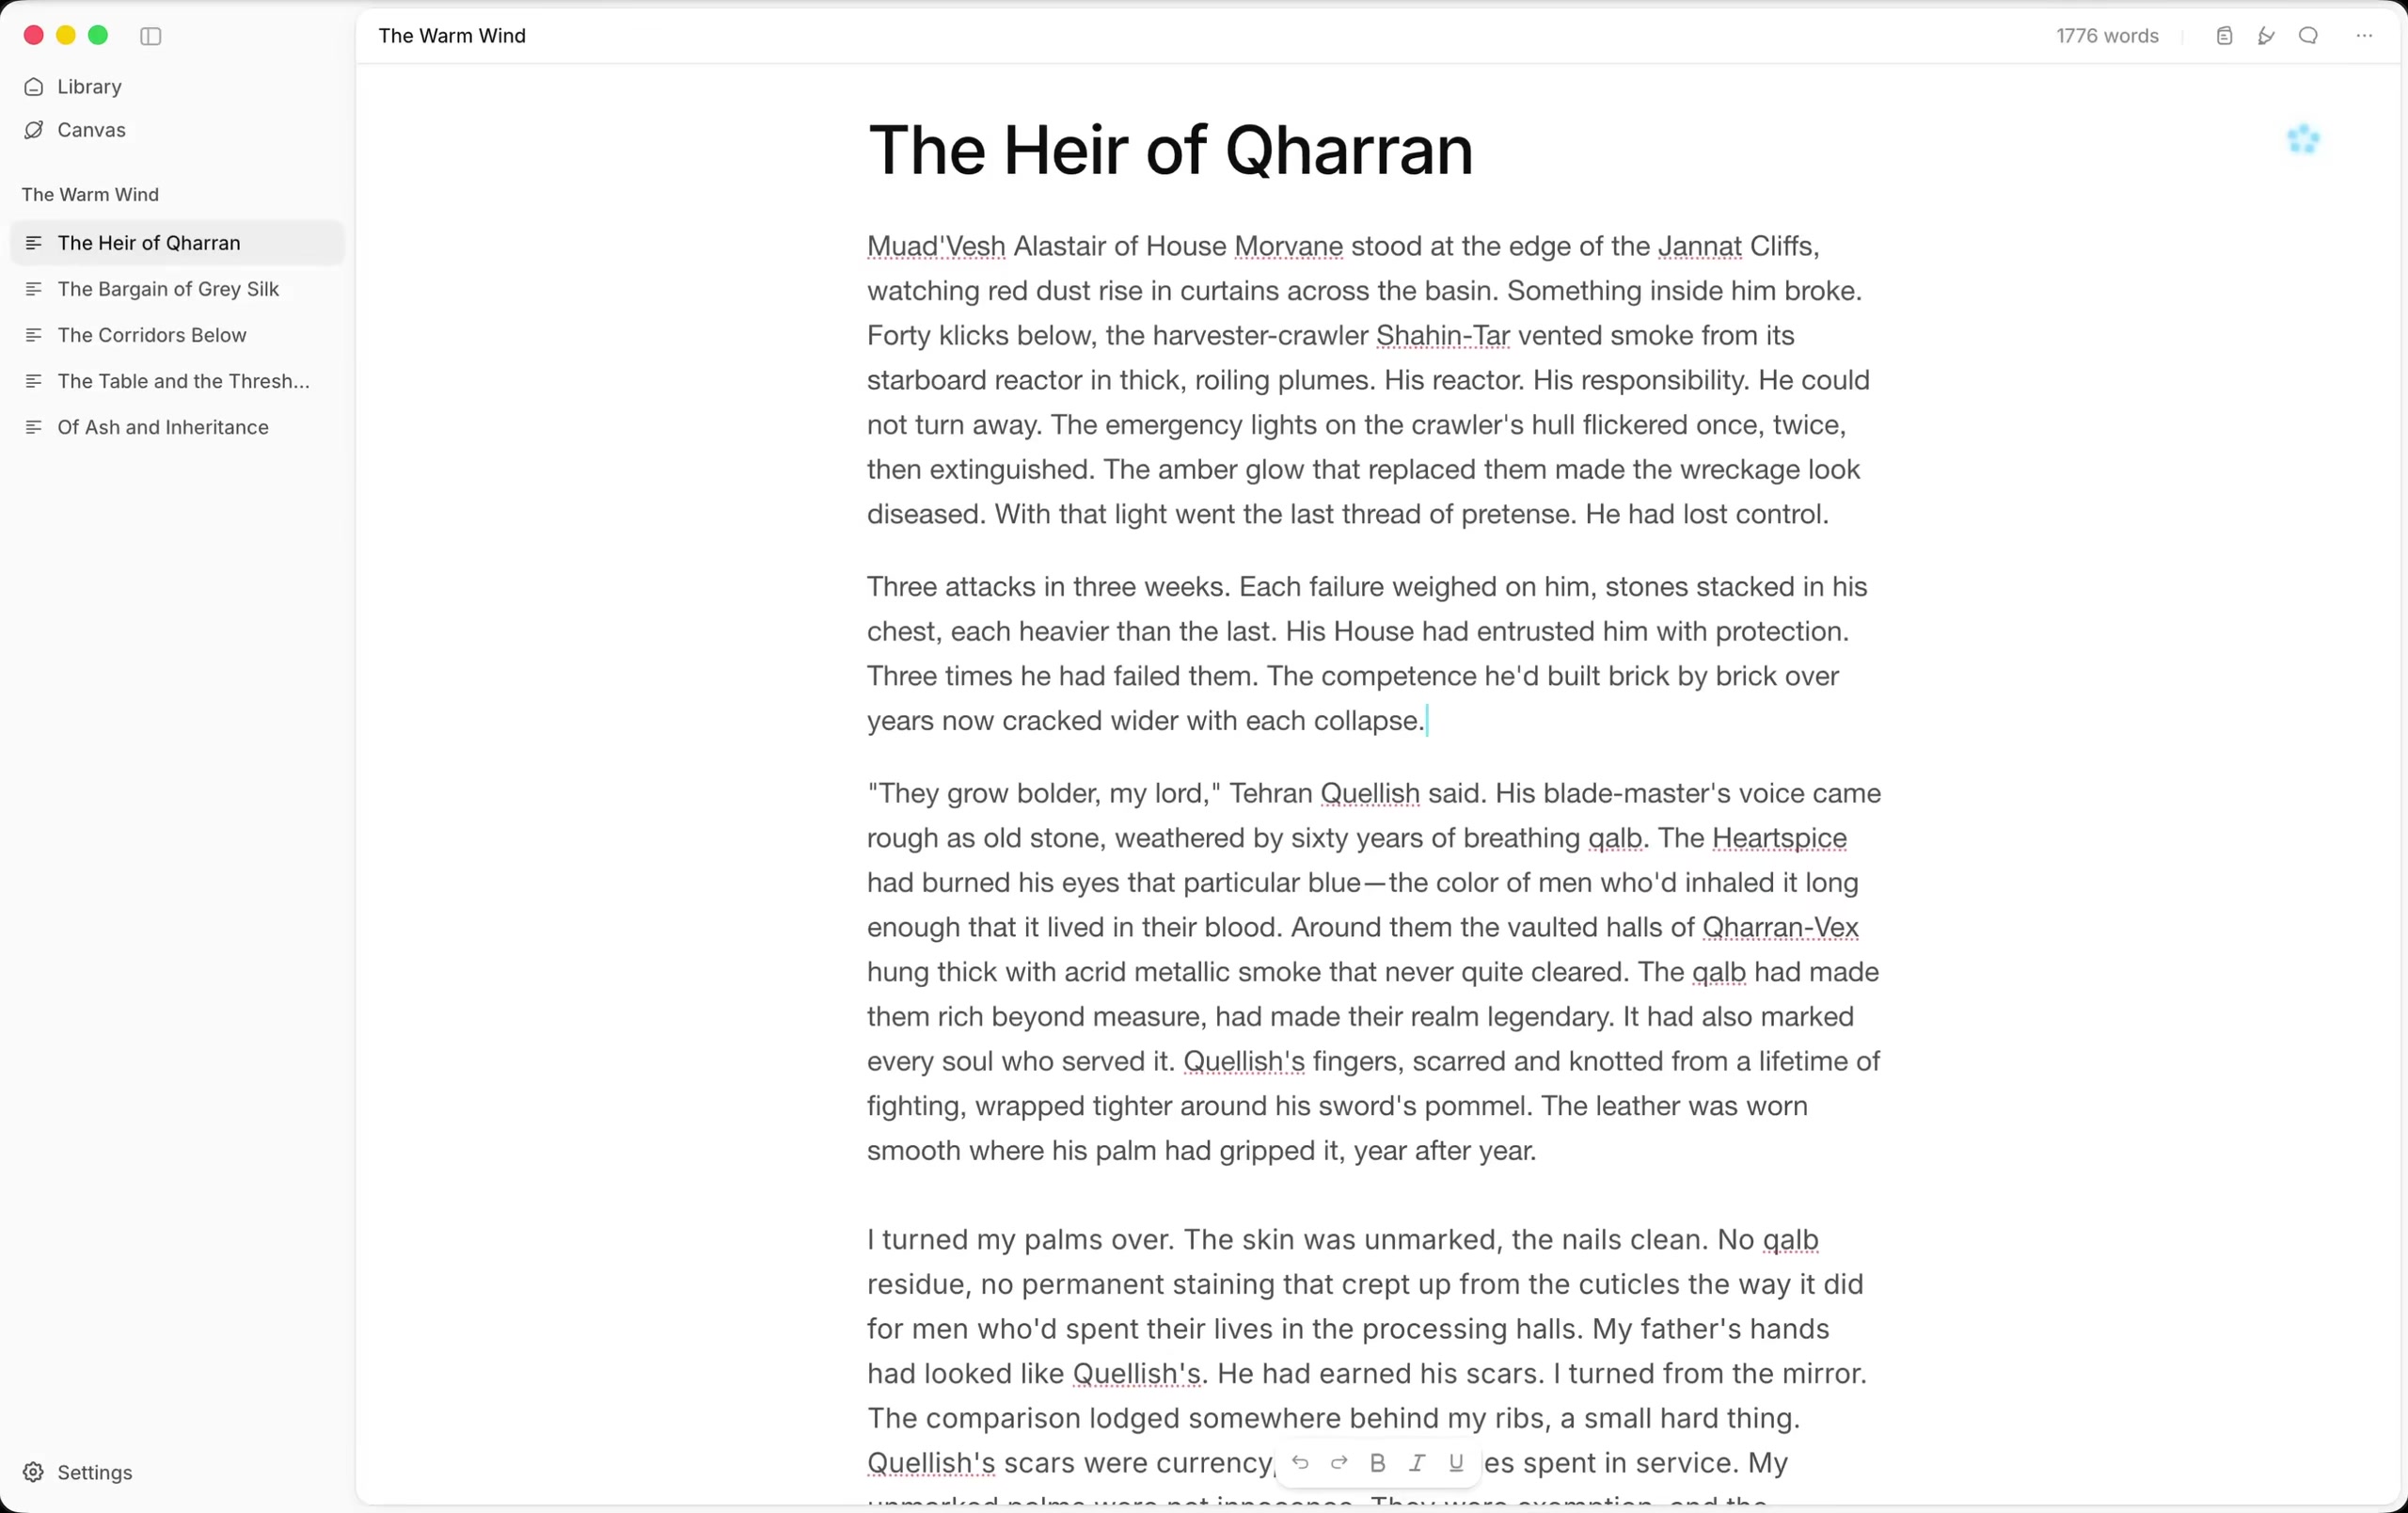 The Warm Wind
1776 words
Library
Canvas
The Warm Wind
The Heir of Qharran
The Bargain of Grey Silk
The Corridors Below
The Table and the Thresh...
Of Ash and Inheritance
Settings
The Heir of Qharran
Muad'Vesh Alastair of House Morvane stood at the edge of the Jannat Cliffs,
watching red dust rise in curtains across the basin. Something inside him broke.
Forty klicks below, the harvester-crawler Shahin-Tar vented smoke from its
starboard reactor in thick, roiling plumes. His reactor. His responsibility. He could
not turn away. The emergency lights on the crawler's hull flickered once, twice,
then extinguished. The amber glow that replaced them made the wreckage look
diseased. With that light went the last thread of pretense. He had lost control.
Three attacks in three weeks. Each failure weighed on him, stones stacked in his
chest, each heavier than the last. His House had entrusted him with protection.
Three times he had failed them. The competence he'd built brick by brick over
years now cracked wider with each collapse.
"They grow bolder, my lord," Tehran Quellish said. His blade-master's voice came
rough as old stone, weathered by sixty years of breathing qalb. The Heartspice
had burned his eyes that particular blue—the color of men who'd inhaled it long
enough that it lived in their blood. Around them the vaulted halls of Qharran-Vex
hung thick with acrid metallic smoke that never quite cleared. The qalb had made
them rich beyond measure, had made their realm legendary. It had also marked
every soul who served it. Quellish's fingers, scarred and knotted from a lifetime of
fighting, wrapped tighter around his sword's pommel. The leather was worn
smooth where his palm had gripped it, year after year.
I turned my palms over. The skin was unmarked, the nails clean. No qalb
residue, no permanent staining that crept up from the cuticles the way it did
for men who'd spent their lives in the processing halls. My father's hands
had looked like Quellish's. He had earned his scars. I turned from the mirror.
The comparison lodged somewhere behind my ribs, a small hard thing.
Quellish's scars were currency, B I U es spent in service. My
unmarked palms were not innocence. They were exemption, and the